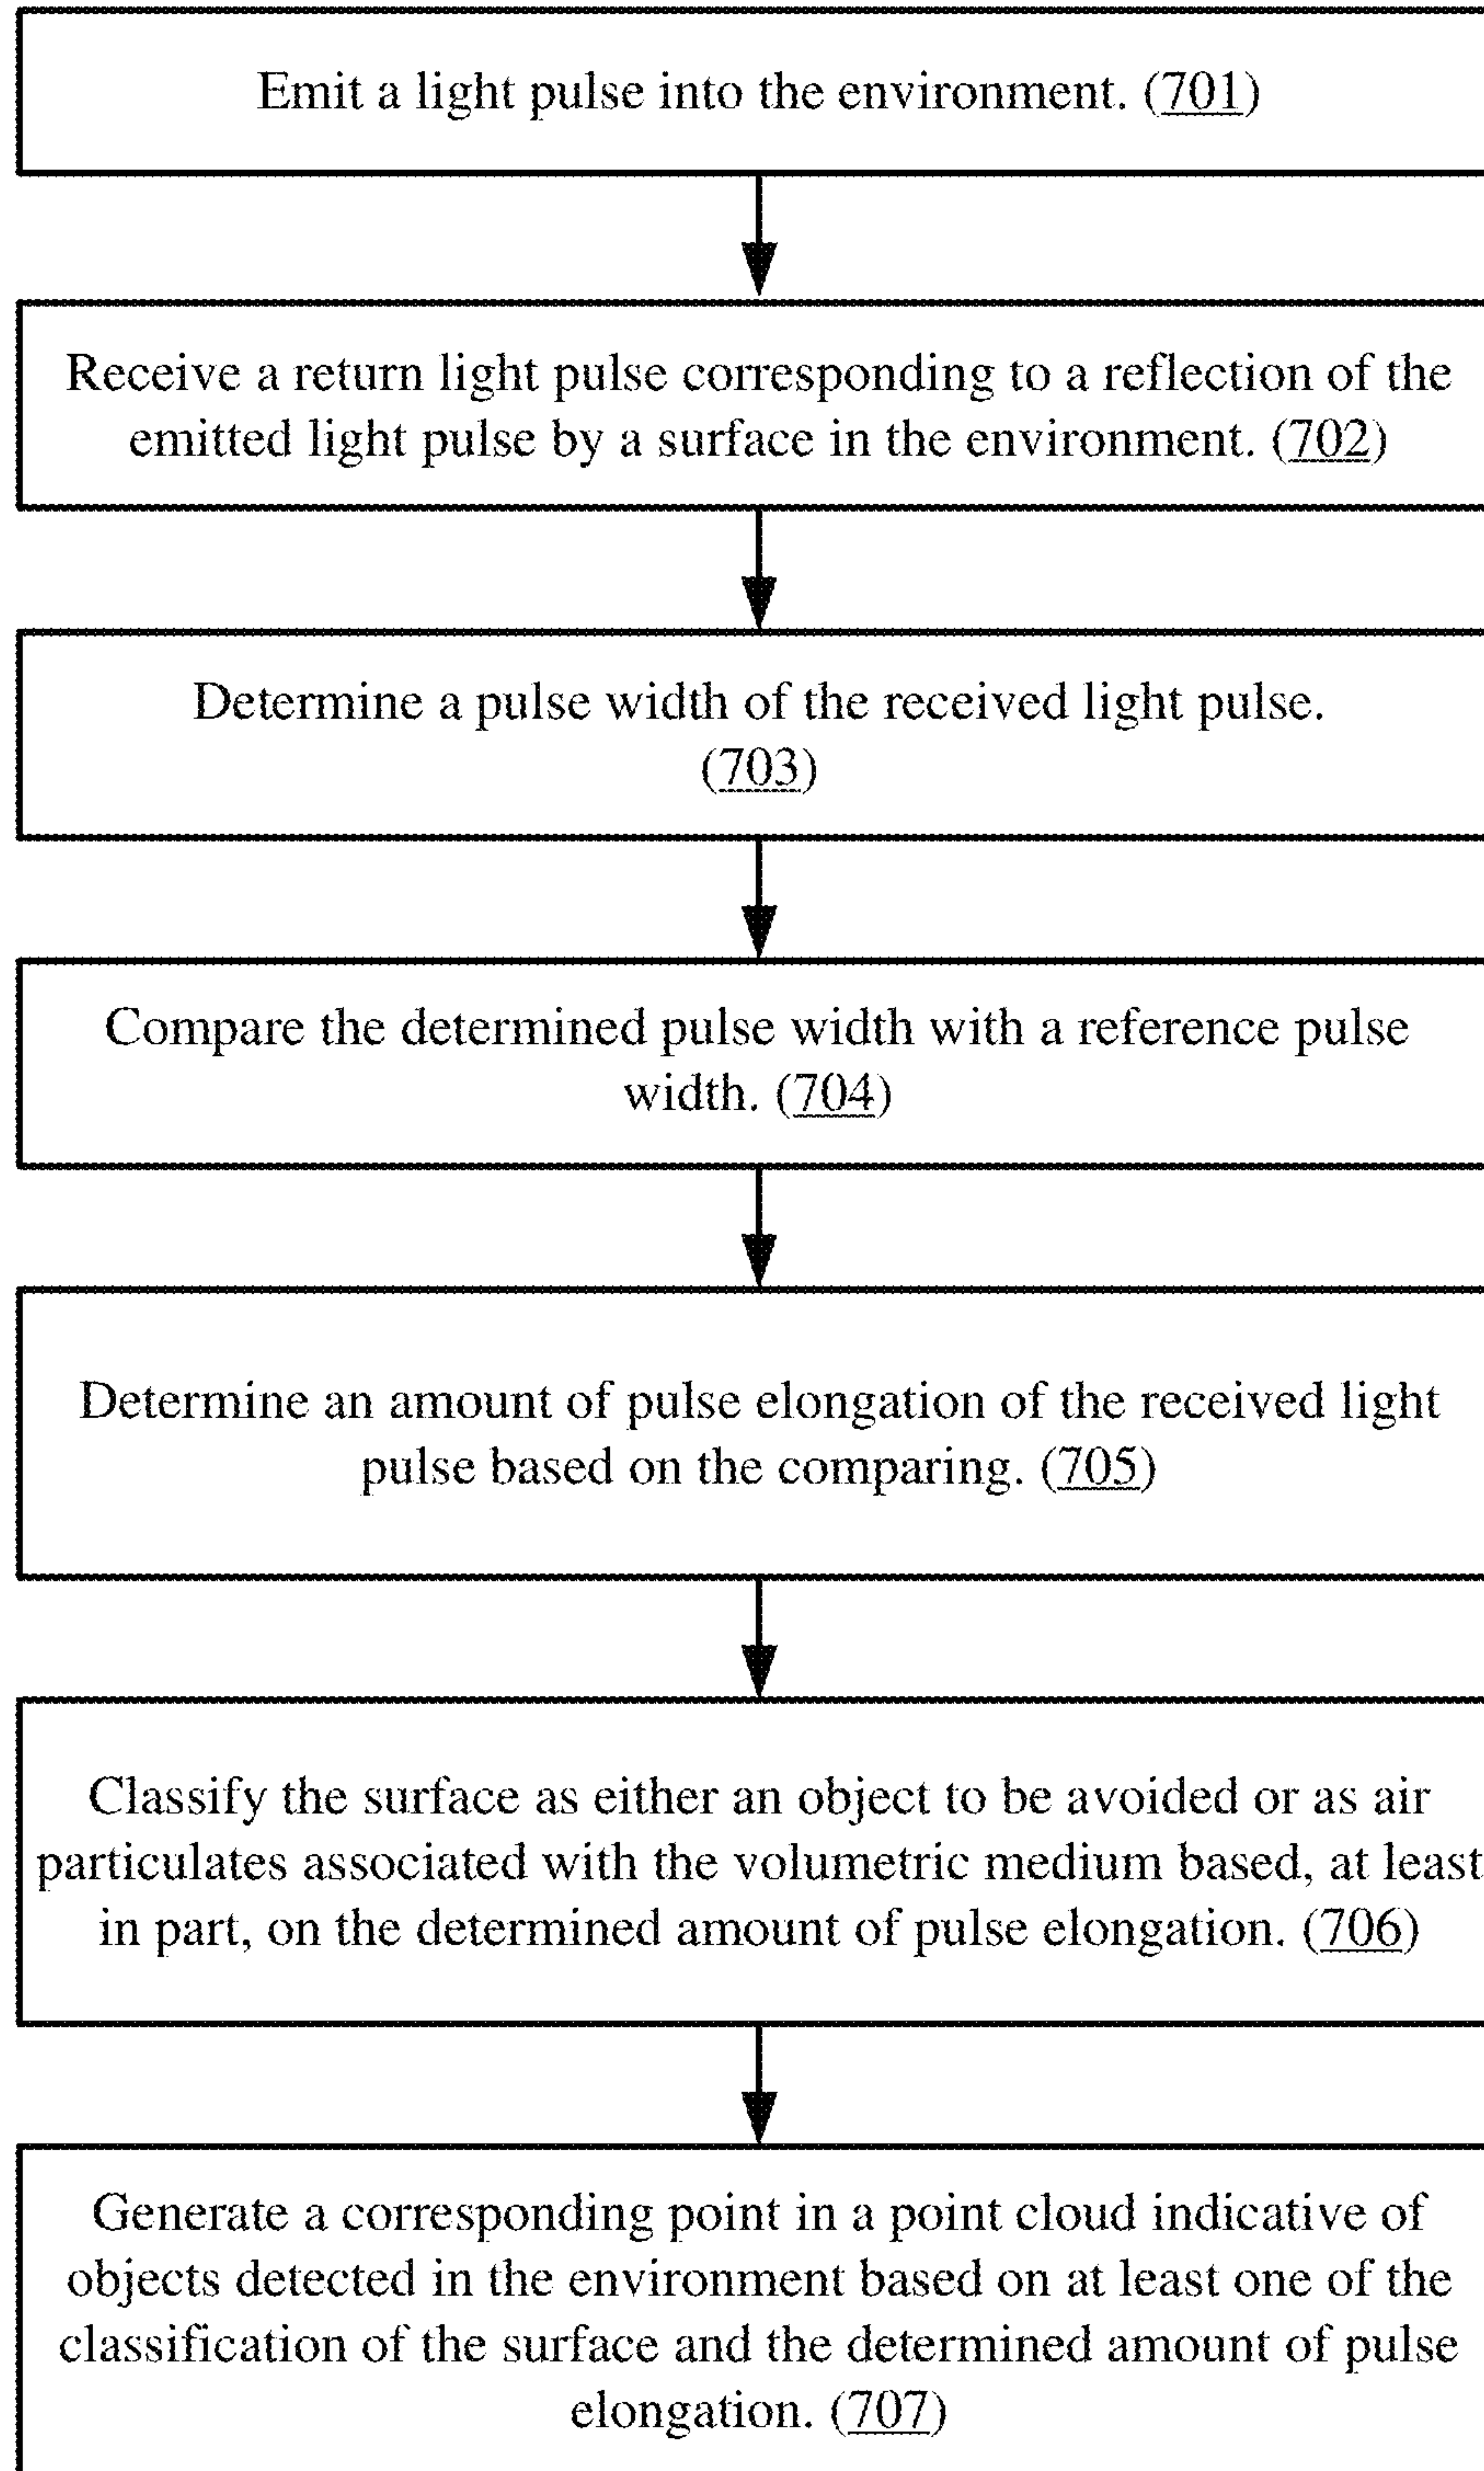 Emit a light pulse into the environment. (701)
Receive a return light pulse corresponding to a reflection of the
emitted light pulse by a surface in the environment. (702)
Determine a pulse width of the received light pulse.
(703)
Compare the determined pulse width with a reference pulse
width. (704)
Determine an amount of pulse elongation of the received light
pulse based on the comparing. (705)
Classify the surface as either an object to be avoided or as air
particulates associated with the volumetric medium based, at least
in part, on the determined amount of pulse elongation. (706)
Generate a corresponding point in a point cloud indicative of
objects detected in the environment based on at least one of the
classification of the surface and the determined amount of pulse
elongation. (707)